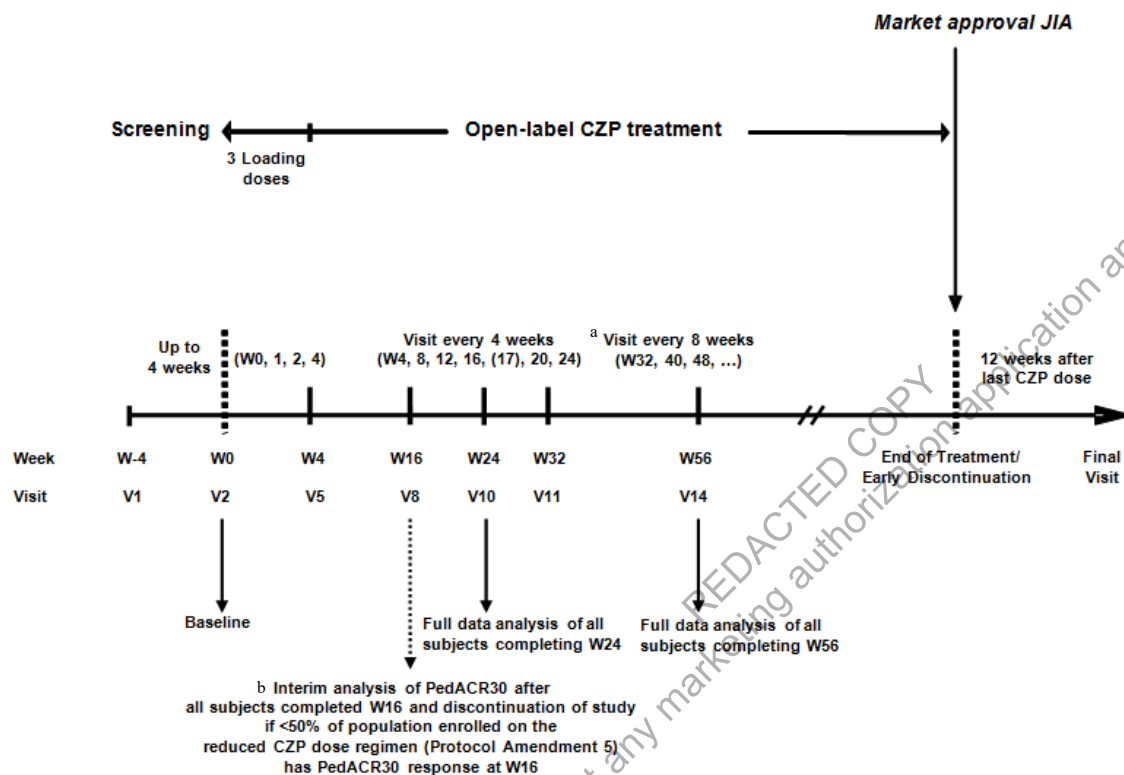 Market approval JIA
Screening
Open-label CZP treatment
3 Loading
doses
Up to
4 weeks
(W0, 1, 2, 4)
Visit every 4 weeks
(W4, 8, 12, 16, (17), 20, 24)
a Visit every 8 weeks
(W32, 40, 48, ...)
12 weeks after
last CZP dose
Week W-4 W0 W4 W16 W24 W32 W56
End of Treatment/
Early Discontinuation
Final
Visit
Visit V1 V2 V5 V8 V10 V11 V14
Baseline
Full data analysis of all
subjects completing W24
Full data analysis of all
subjects completing W56
b Interim analysis of PedACR30 after
all subjects completed W16 and discontinuation of study
if <50% of population enrolled on the
reduced CZP dose regimen (Protocol Amendment 5)
has PedACR30 response at W16
REDACTED COPY
any marketing authorization application